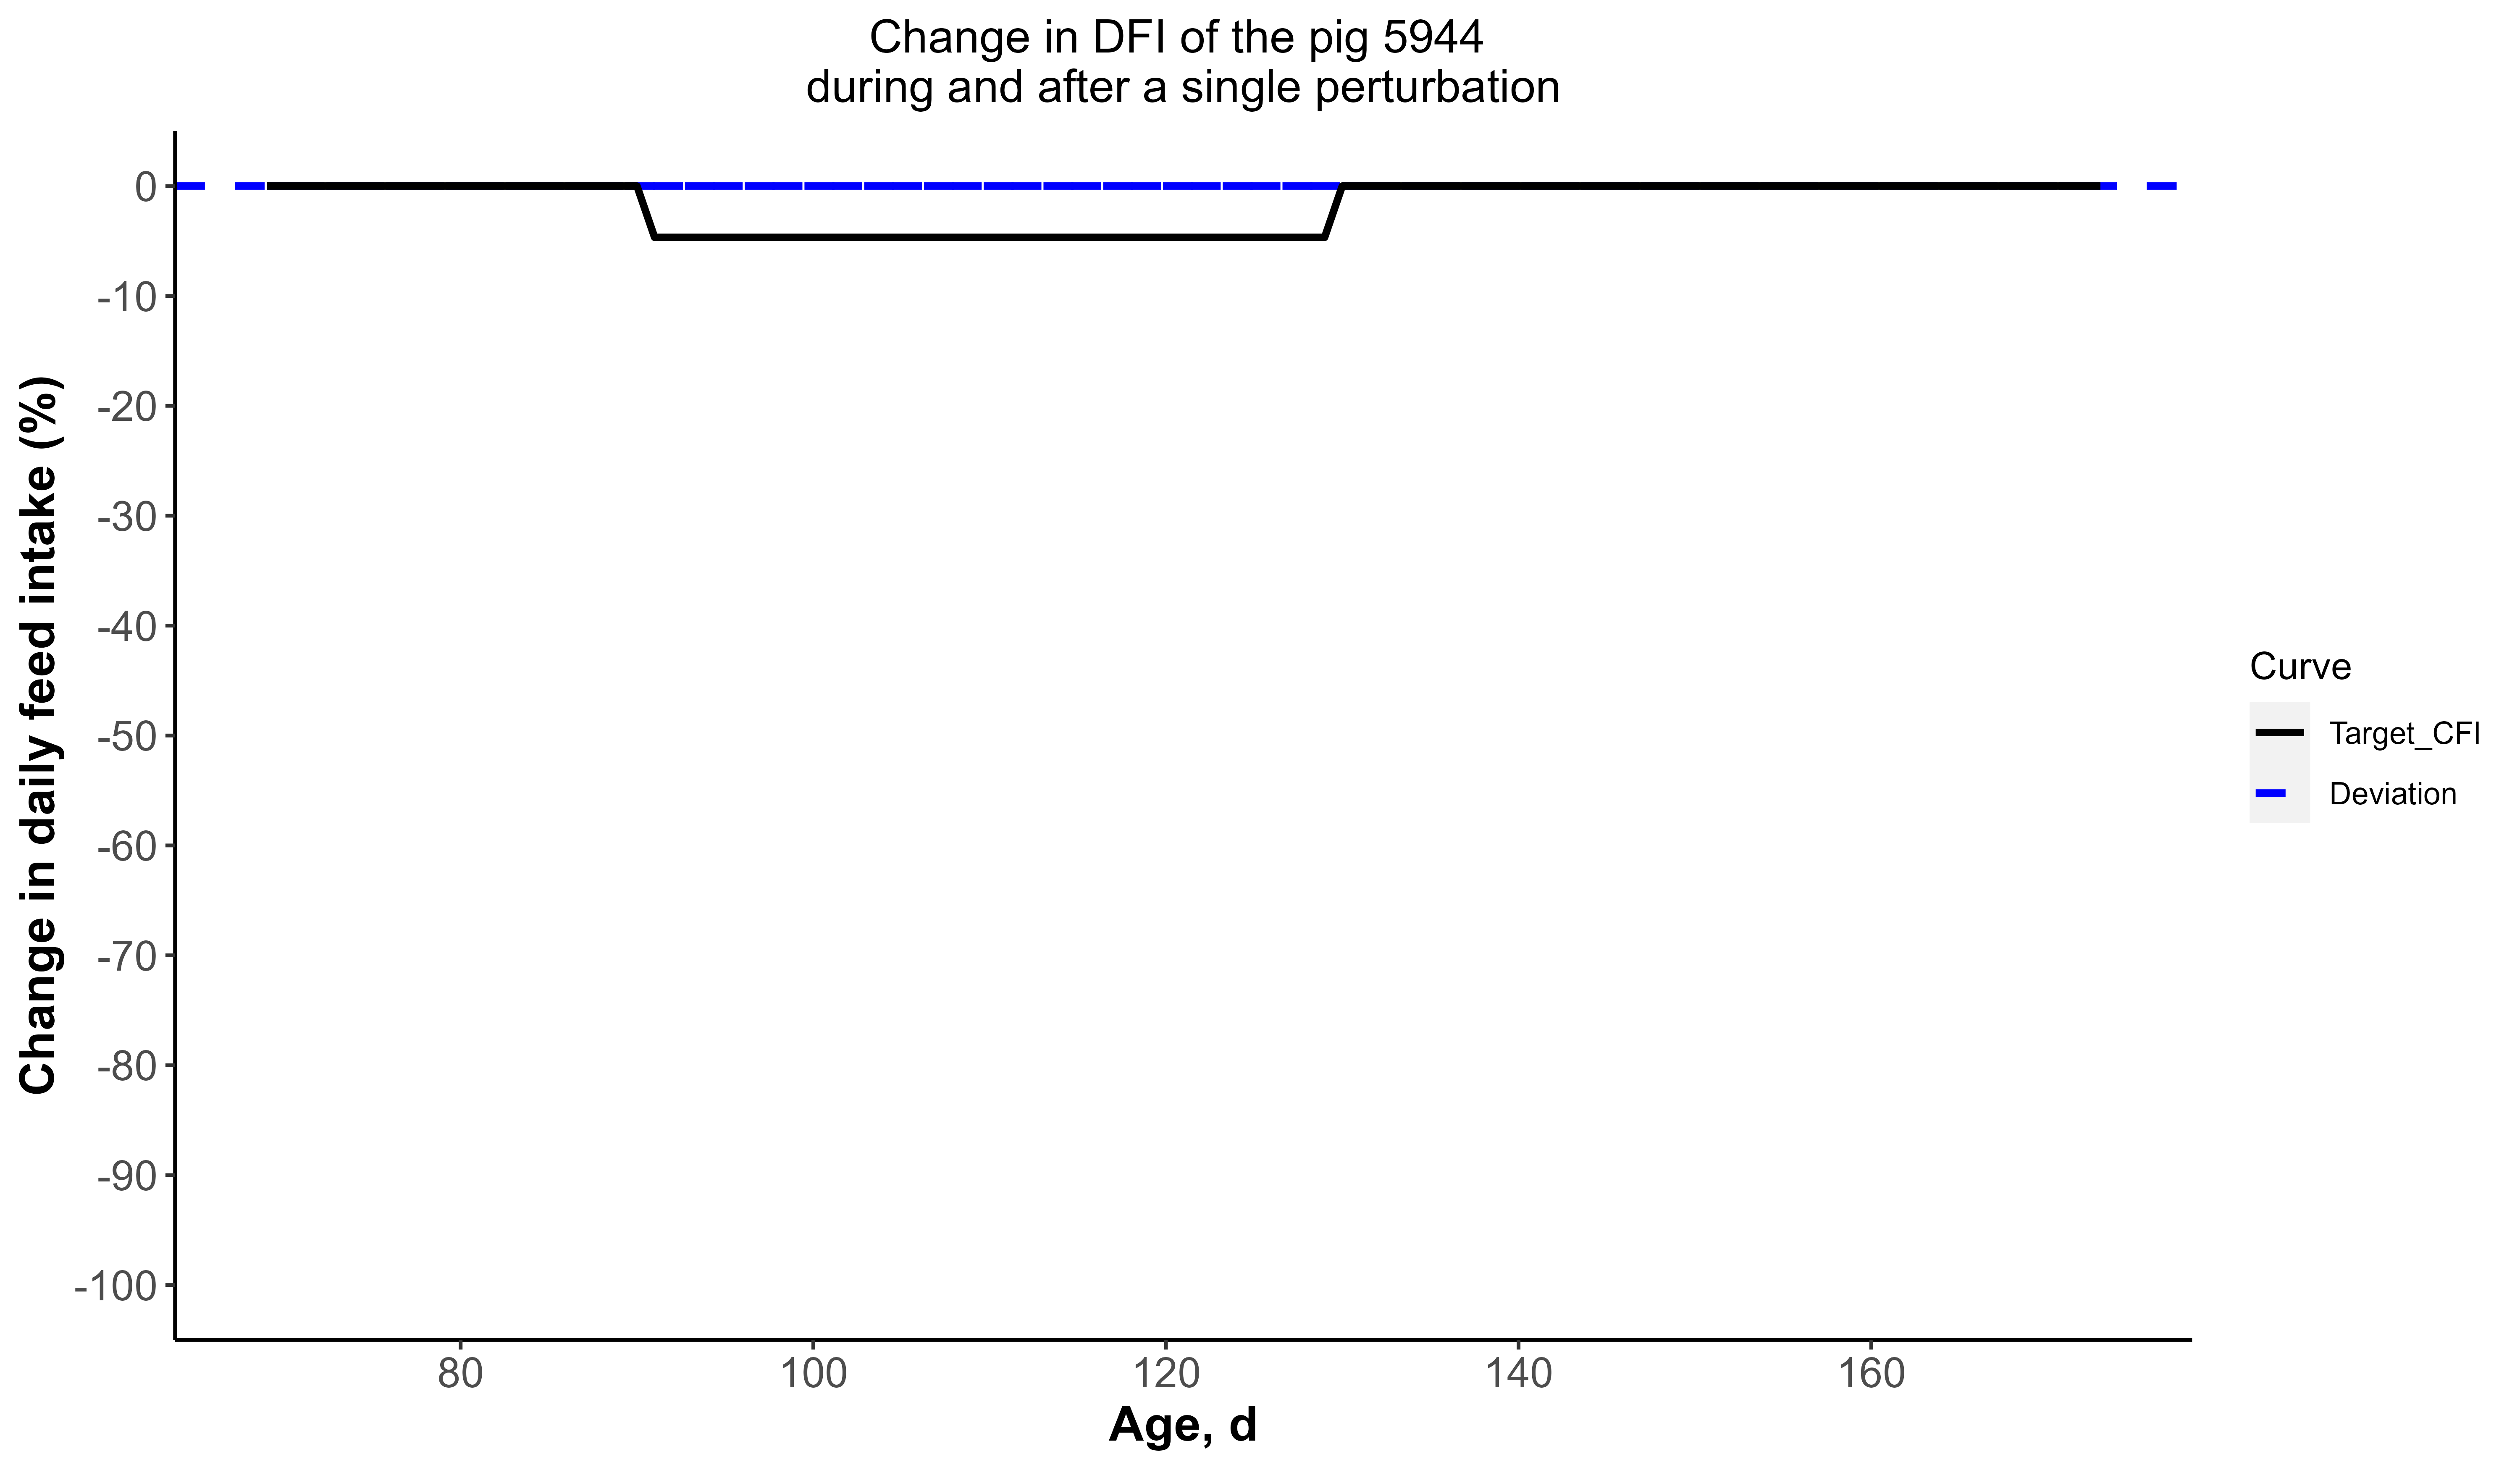 Change in DFI of the pig 5944
during and after a single perturbation
Change in daily feed intake (%)
0
-10
-20
-30
-40
-50
-60
-70
-80
-90
-100
80
100
120
140
160
Age, d
Curve
Target_CFI
Deviation